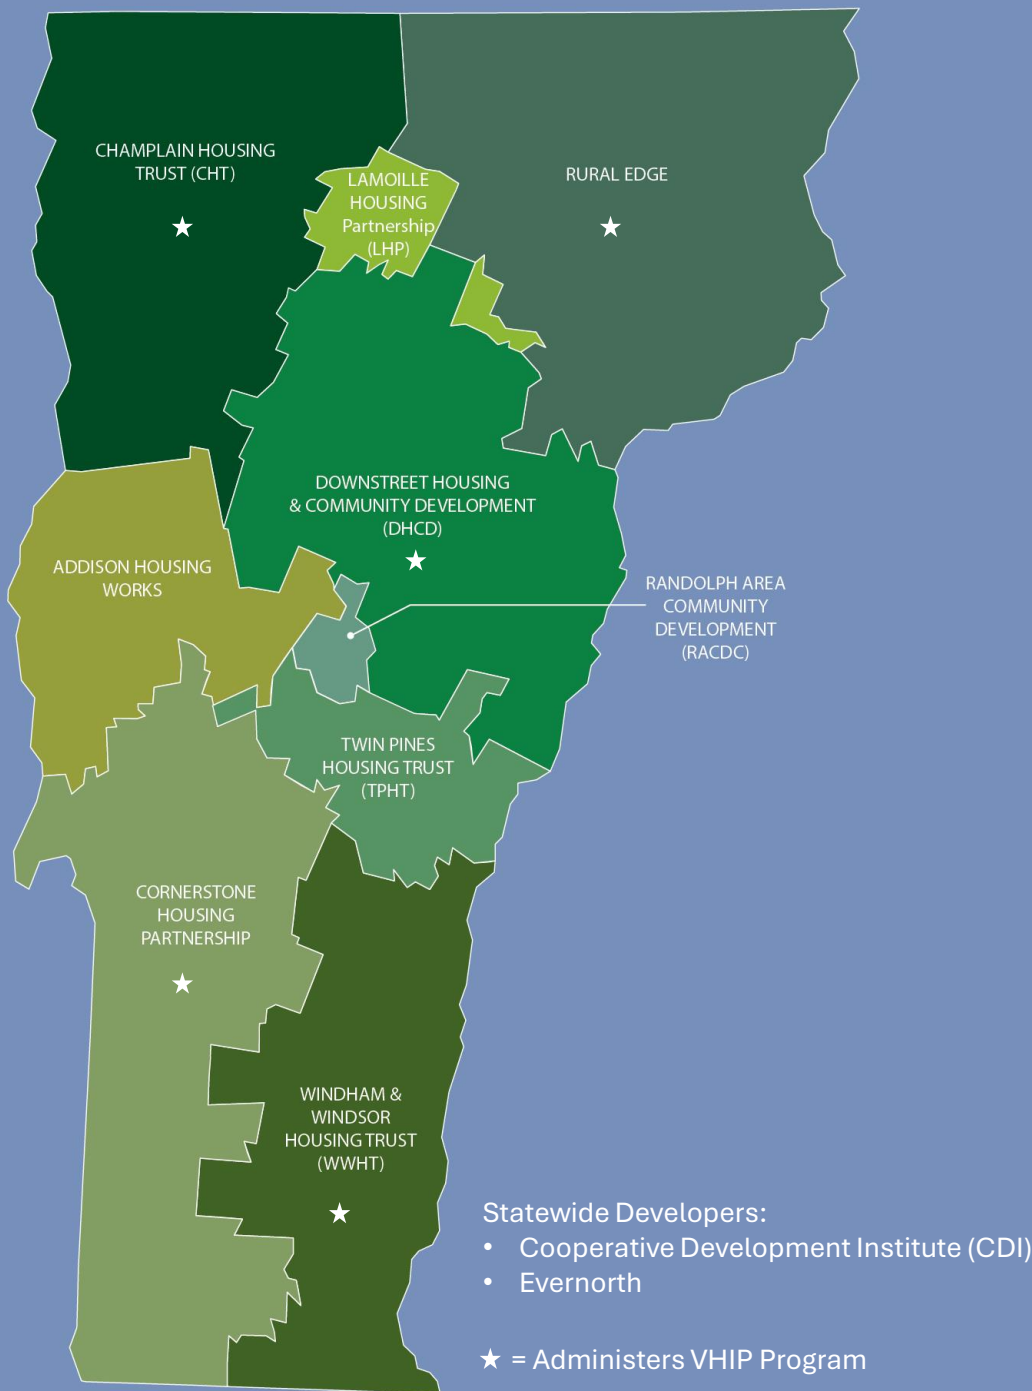 CHAMPLAIN HOUSING
TRUST (CHT)
★
LAMOILLE
HOUSING
Partnership
(LHP)
RURAL EDGE
★
DOWNSTREET HOUSING
& COMMUNITY DEVELOPMENT
(DHCD)
★
ADDISON HOUSING
WORKS
RANDOLPH AREA
COMMUNITY
DEVELOPMENT
(RACDC)
TWIN PINES
HOUSING TRUST
(TPHT)
CORNERSTONE
HOUSING
PARTNERSHIP
★
WINDHAM &
WINDSOR
HOUSING TRUST
(WWHT)
★
Statewide Developers:
• Cooperative Development Institute (CDI)
• Evernorth
★ = Administers VHIP Program